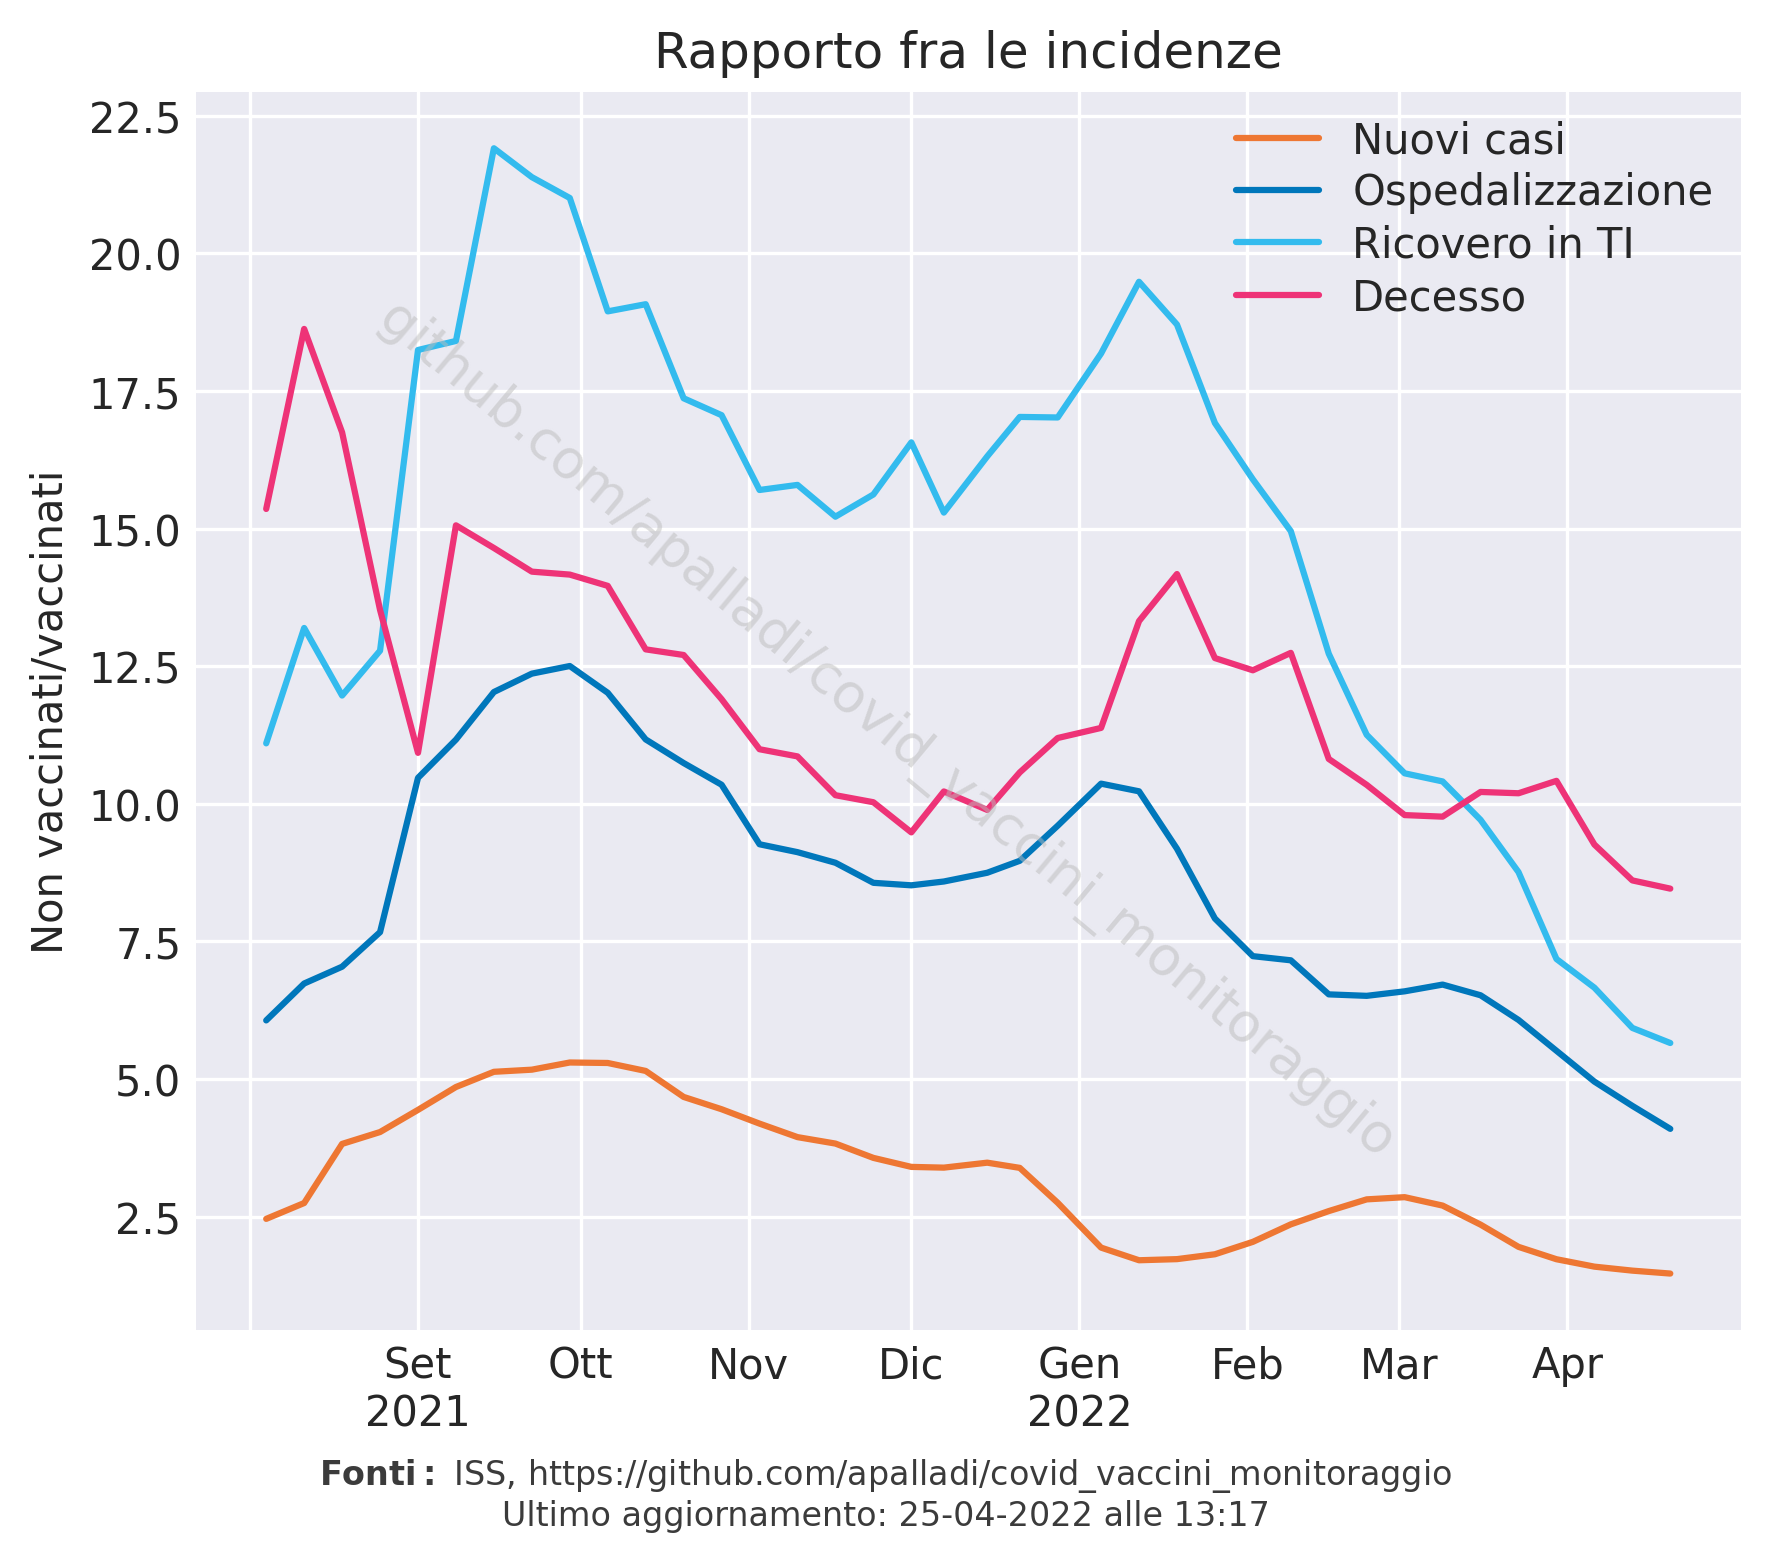 Rapporto fra le incidenze
Non vaccinati/vaccinati
22.5
20.0
17.5
15.0
12.5
10.0
7.5
5.0
2.5
Nuovi casi
Ospedalizzazione
Ricovero in TI
Decesso
github.com/apalladi/covid_vaccini_monitoraggio
Set Ott Nov Dic Gen Feb Mar Apr
2021 2022
Fonti: ISS, https://github.com/apalladi/covid_vaccini_monitoraggio
Ultimo aggiornamento: 25-04-2022 alle 13:17